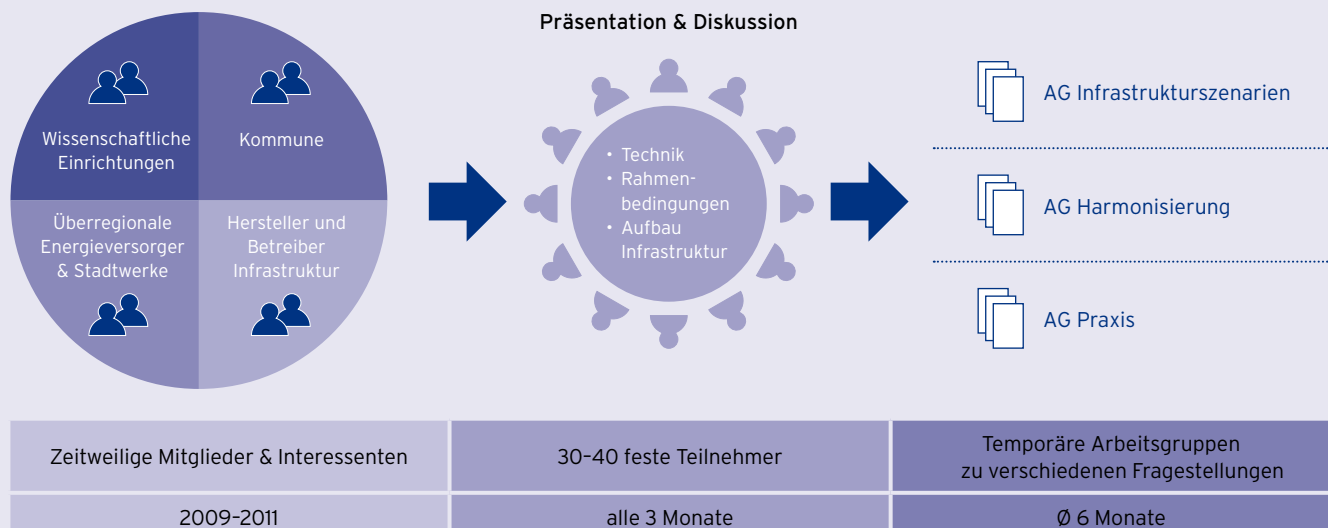 Präsentation & Diskussion
Wissenschaftliche
Einrichtungen
Kommune
Überregionale
Energieversorger
& Stadtwerke
Hersteller und
Betreiber
Infrastruktur
• Technik
• Rahmen-
bedingungen
• Aufbau
Infrastruktur
AG Infrastrukturszenarien
AG Harmonisierung
AG Praxis
Zeitweilige Mitglieder & Interessenten
30–40 feste Teilnehmer
Temporäre Arbeitsgruppen
zu verschiedenen Fragestellungen
2009–2011
alle 3 Monate
Ø 6 Monate